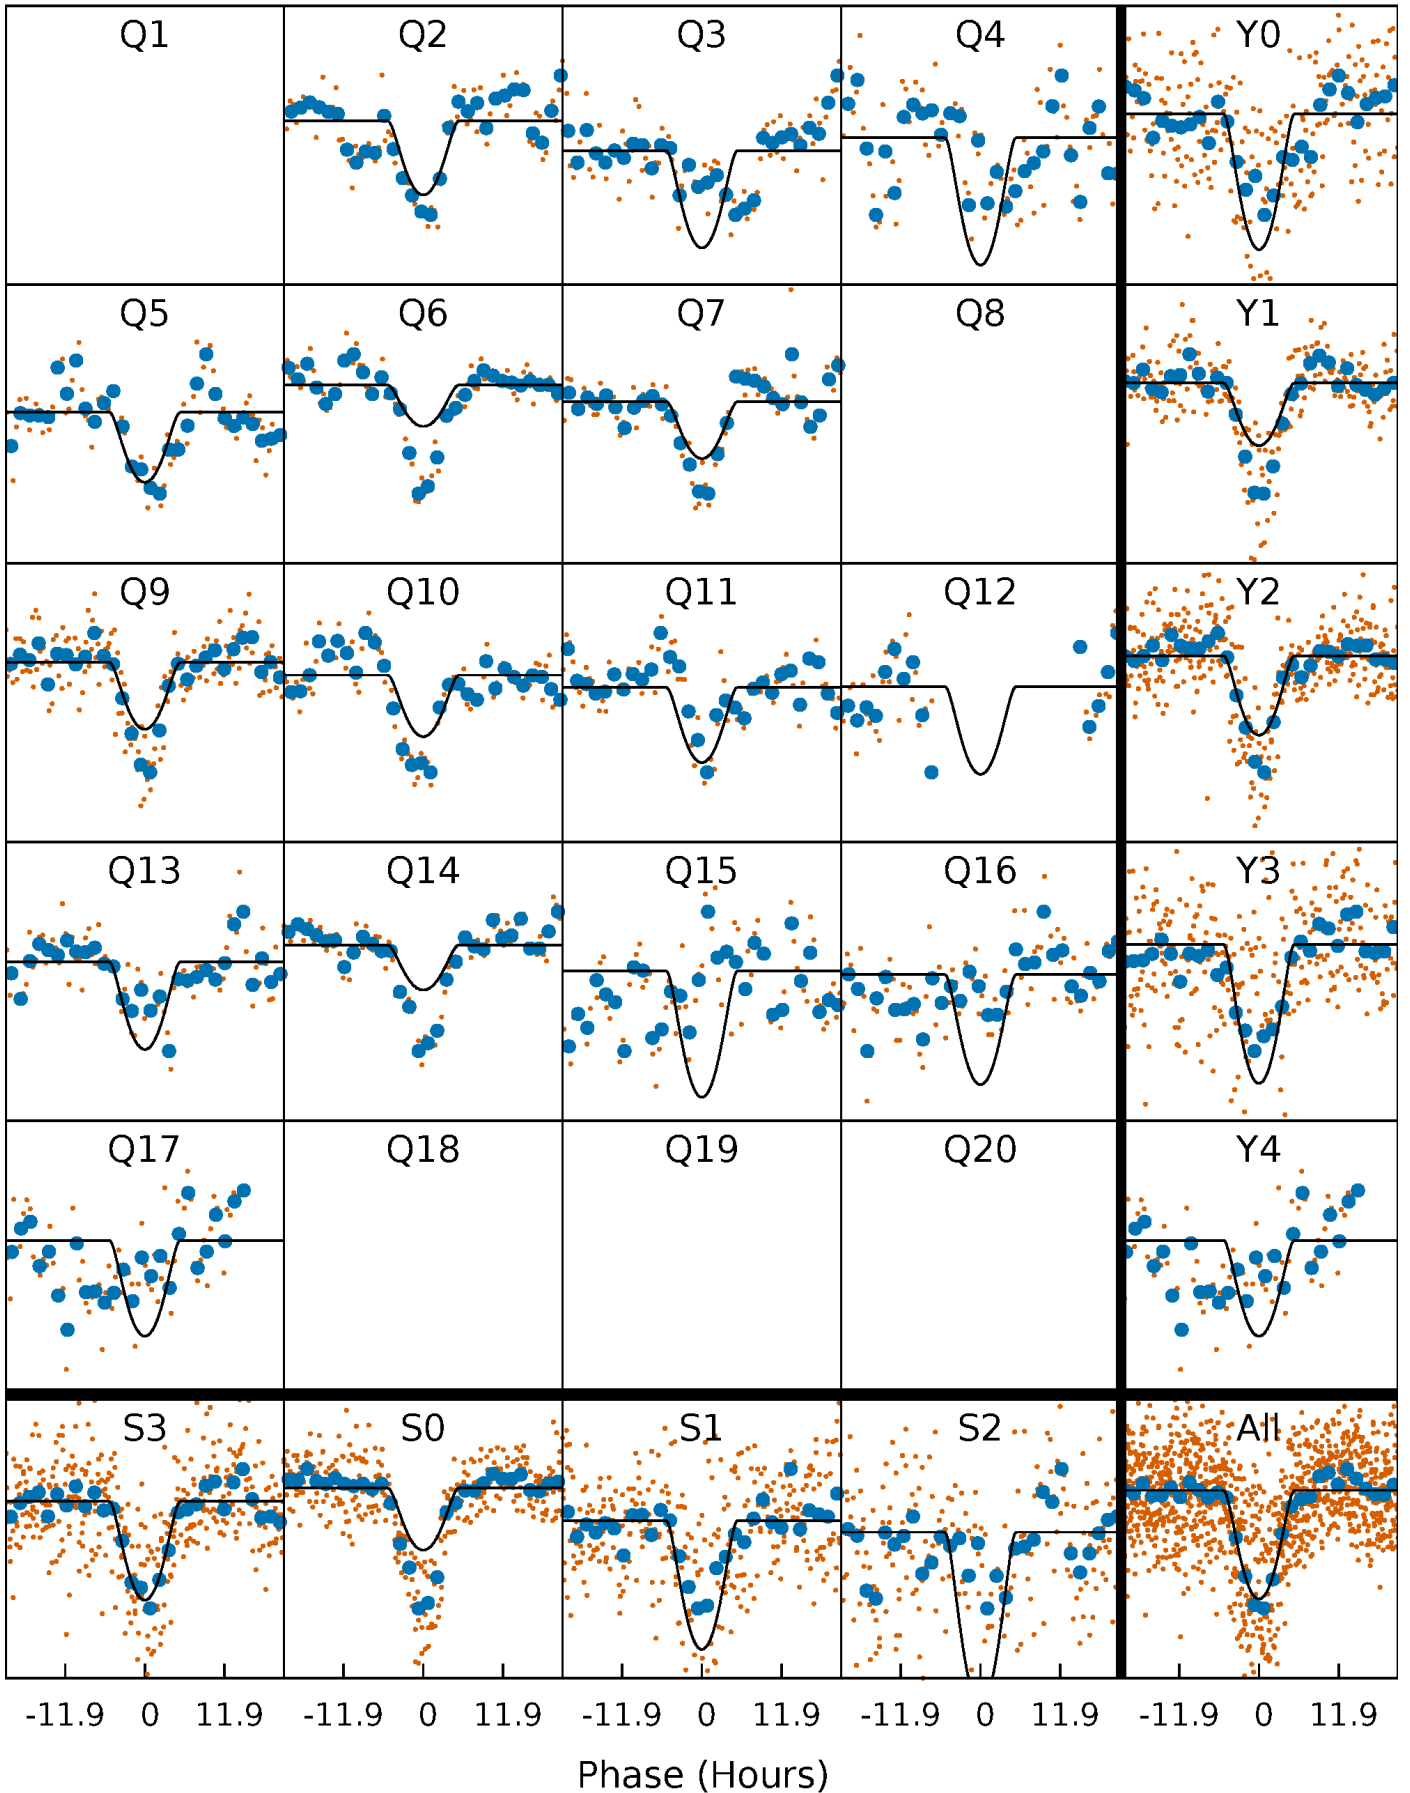 Q1 Q2 Q3 Q4 Y0
Q5 Q6 Q7 Q8 Y1
Q9 Q10 Q11 Q12 Y2
Q13 Q14 Q15 Q16 Y3
Q17 Q18 Q19 Q20 Y4
S3 S0 S1 S2 All
-11.9 0 11.9 -11.9 0 11.9 -11.9 0 11.9 -11.9 0 11.9 -11.9 0 11.9
Phase (Hours)